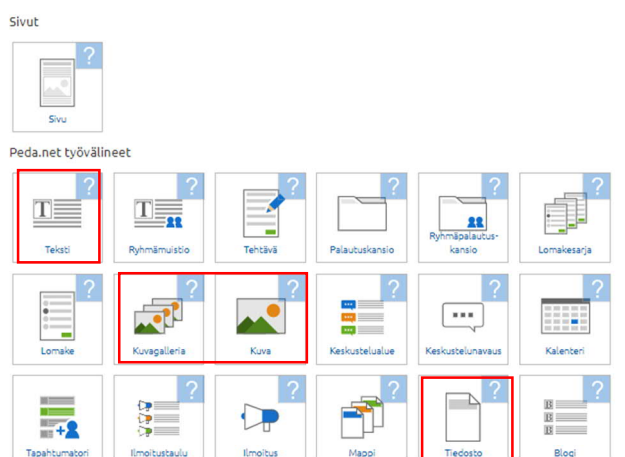 Sivut
?
Sivu
Peda.net työvälineet
? ? ? ? ? ?
T T
Teksti Ryhmämuistio Tehtävä Palautuskansio Ryhmäpalautus-
kansio Lomakesarja
? ? ? ? ? ?
Lomake Kuvagalleria Kuva Keskustelualue Keskustelunavaus Kalenteri
? ? ? ? ? ?
B
B
B
Tapahtumatori Ilmoitustaulu Ilmoitus Mappi Tiedosto Blogi